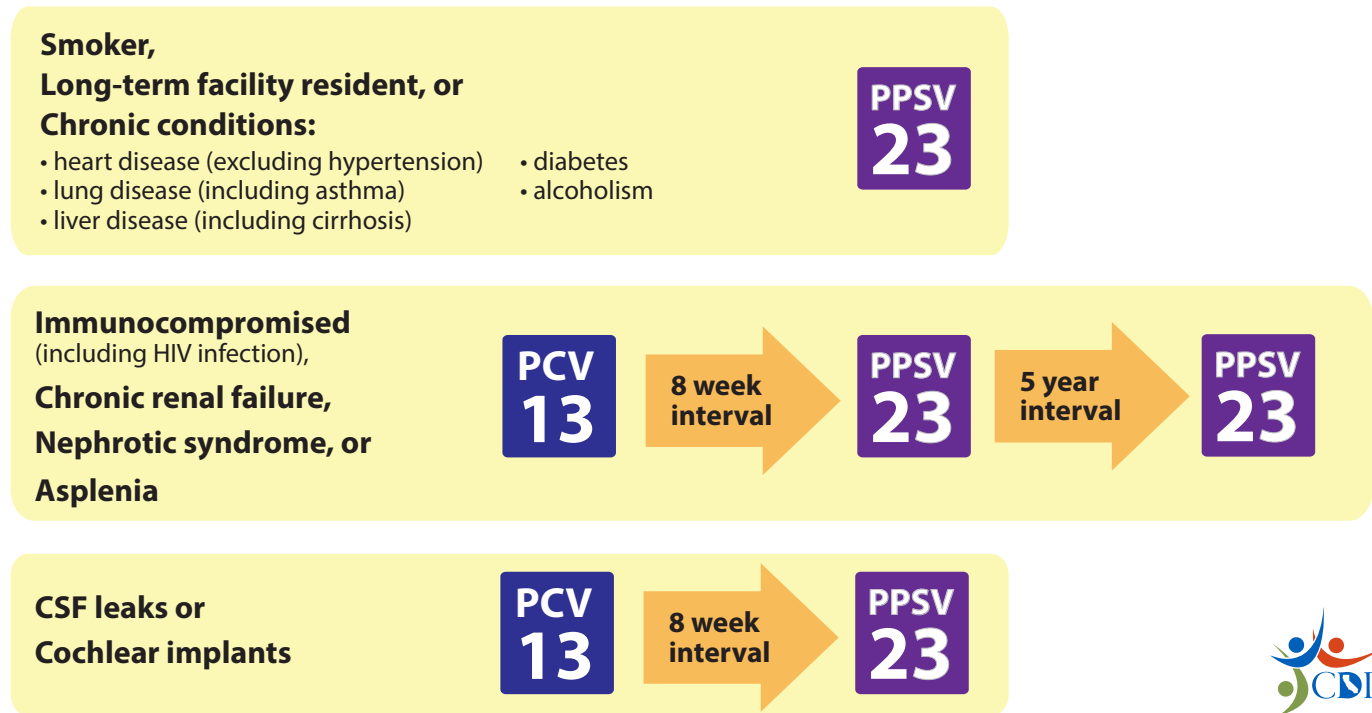 Smoker,
Long-term facility resident, or
Chronic conditions:
• heart disease (excluding hypertension)
• lung disease (including asthma)
• liver disease (including cirrhosis)
• diabetes
• alcoholism
PPSV
23
Immunocompromised
(including HIV infection),
Chronic renal failure,
Nephrotic syndrome, or
Asplenia
PCV
13
8 week
interval
PPSV
23
5 year
interval
PPSV
23
CSF leaks or
Cochlear implants
PCV
13
8 week
interval
PPSV
23